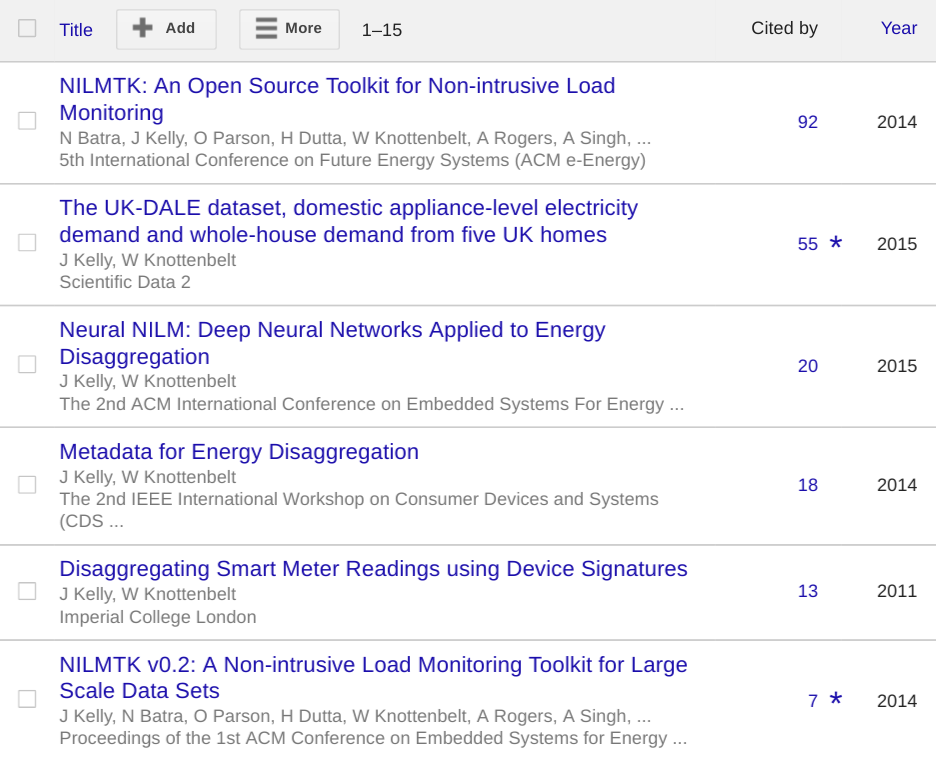 Title Add More 1–15 Cited by Year
NILMTK: An Open Source Toolkit for Non-intrusive Load
Monitoring
N Batra, J Kelly, O Parson, H Dutta, W Knottenbelt, A Rogers, A Singh, ...
5th International Conference on Future Energy Systems (ACM e-Energy)
92 2014
The UK-DALE dataset, domestic appliance-level electricity
demand and whole-house demand from five UK homes
J Kelly, W Knottenbelt
Scientific Data 2
55 * 2015
Neural NILM: Deep Neural Networks Applied to Energy
Disaggregation
J Kelly, W Knottenbelt
The 2nd ACM International Conference on Embedded Systems For Energy ...
20 2015
Metadata for Energy Disaggregation
J Kelly, W Knottenbelt
The 2nd IEEE International Workshop on Consumer Devices and Systems
(CDS ...
18 2014
Disaggregating Smart Meter Readings using Device Signatures
J Kelly, W Knottenbelt
Imperial College London
13 2011
NILMTK v0.2: A Non-intrusive Load Monitoring Toolkit for Large
Scale Data Sets
J Kelly, N Batra, O Parson, H Dutta, W Knottenbelt, A Rogers, A Singh, ...
Proceedings of the 1st ACM Conference on Embedded Systems for Energy ...
7 * 2014